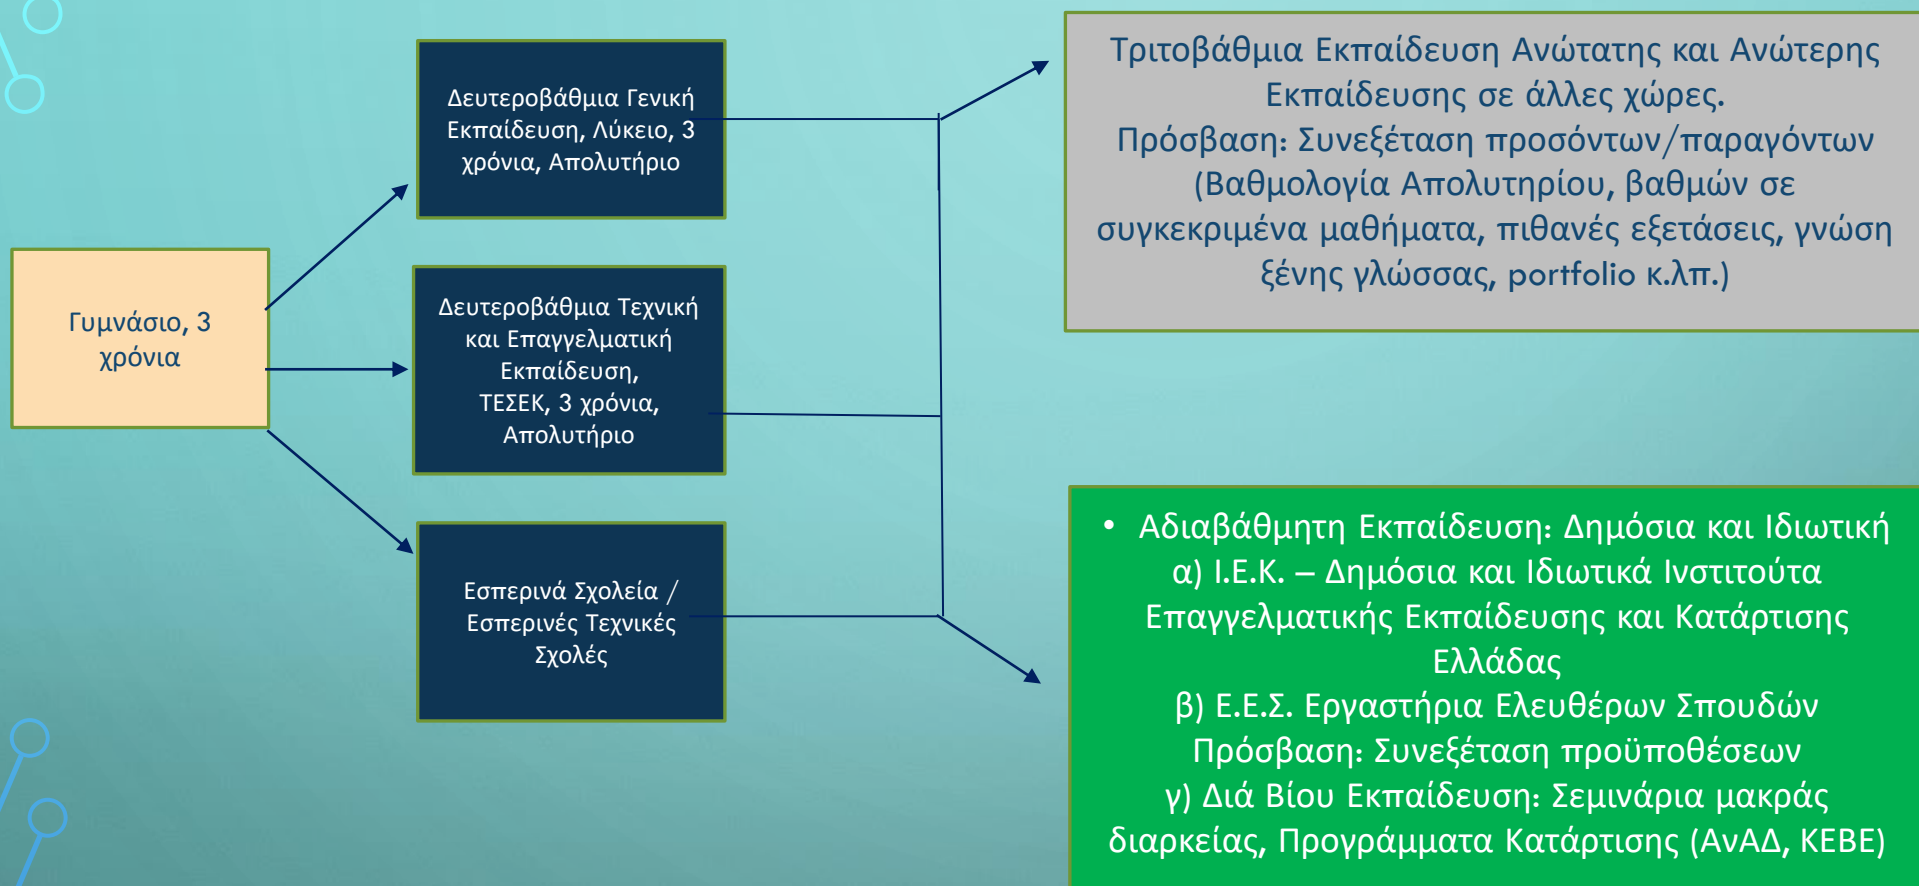 Γυμνάσιο, 3
χρόνια
Δευτεροβάθμια Γενική
Εκπαίδευση, Λύκειο, 3
χρόνια, Απολυτήριο
Δευτεροβάθμια Τεχνική
και Επαγγελματική
Εκπαίδευση,
ΤΕΣΕΚ, 3 χρόνια,
Απολυτήριο
Εσπερινά Σχολεία /
Εσπερινές Τεχνικές
Σχολές
Τριτοβάθμια Εκπαίδευση Ανώτατης και Ανώτερης
Εκπαίδευσης σε άλλες χώρες.
Πρόσβαση: Συνεξέταση προσόντων/παραγόντων
(Βαθμολογία Απολυτηρίου, βαθμών σε
συγκεκριμένα μαθήματα, πιθανές εξετάσεις, γνώση
ξένης γλώσσας, portfolio κ.λπ.)
• Αδιαβάθμητη Εκπαίδευση: Δημόσια και Ιδιωτική
α) Ι.Ε.Κ. – Δημόσια και Ιδιωτικά Ινστιτούτα
Επαγγελματικής Εκπαίδευσης και Κατάρτισης
Ελλάδας
β) Ε.Ε.Σ. Εργαστήρια Ελευθέρων Σπουδών
Πρόσβαση: Συνεξέταση προϋποθέσεων
γ) Διά Βίου Εκπαίδευση: Σεμινάρια μακράς
διαρκείας, Προγράμματα Κατάρτισης (ΑνΑΔ, ΚΕΒΕ)